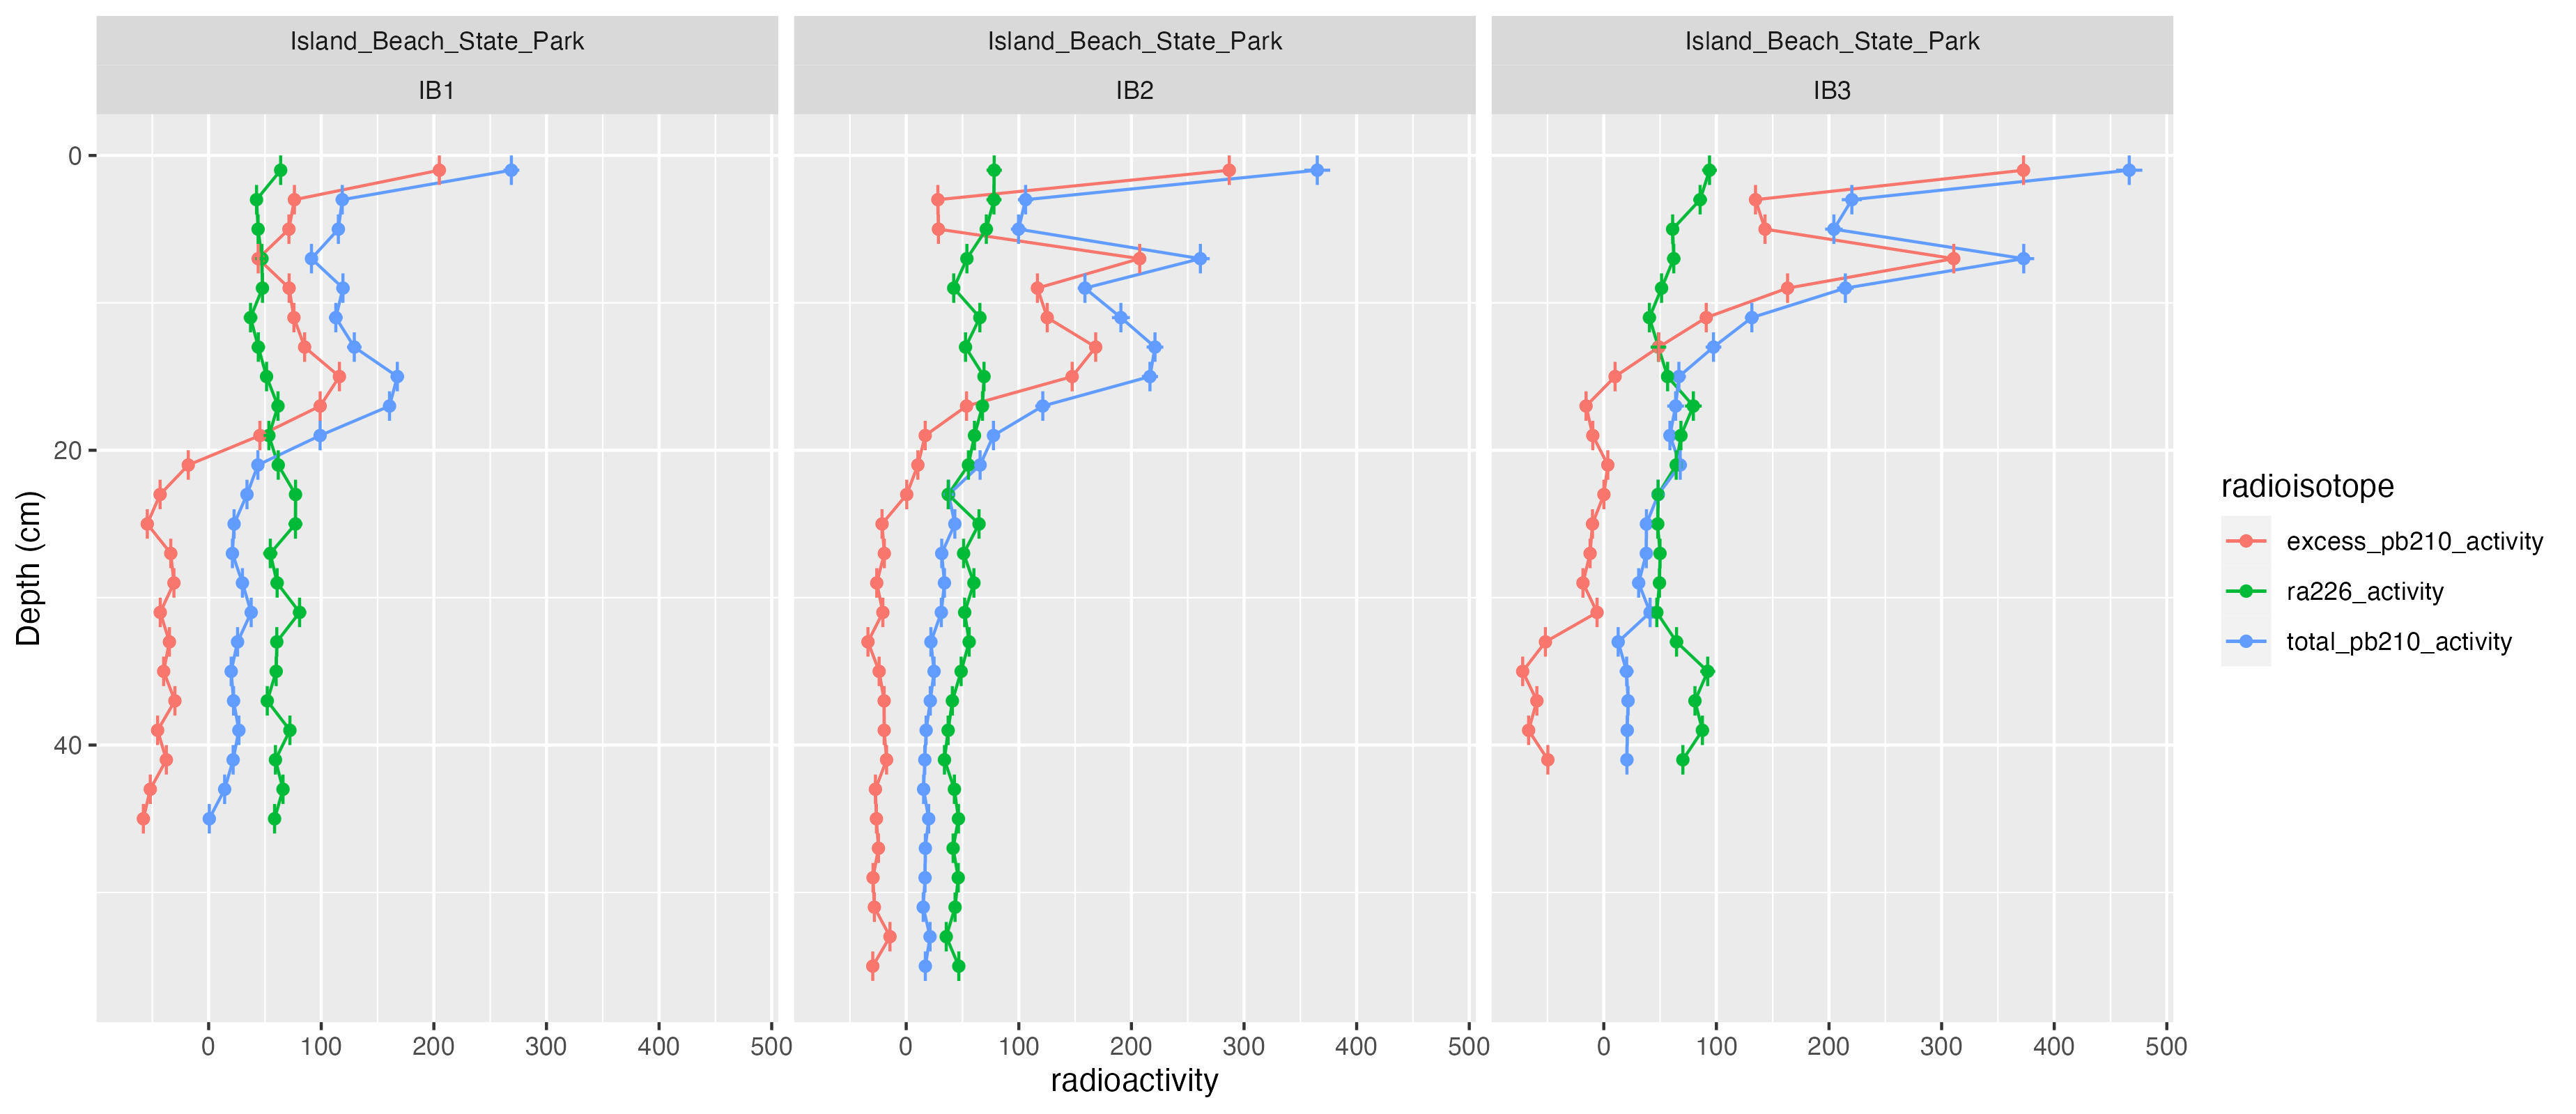 Island_Beach_State_Park
Island_Beach_State_Park
Island_Beach_State_Park
IB1
IB2
IB3
0
20
40
Depth (cm)
0 100 200 300 400 500
0 100 200 300 400 500
0 100 200 300 400 500
radioactivity
radioisotope
excess_pb210_activity
ra226_activity
total_pb210_activity